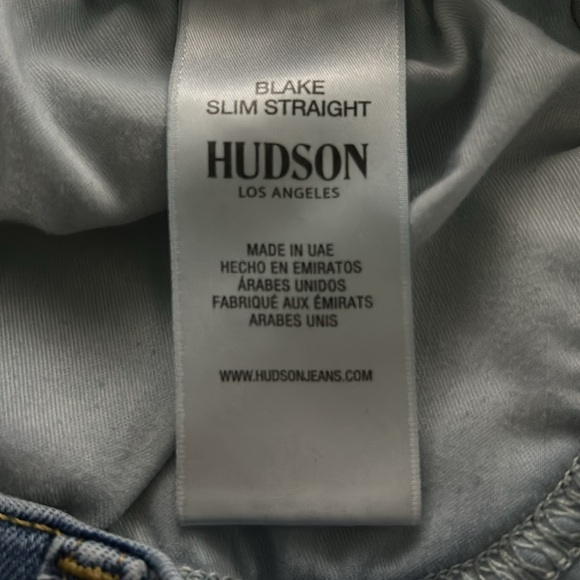 BLAKE
SLIM STRAIGHT
HUDSON
LOS ANGELES
MADE IN UAE
HECHO EN EMIRATOS
ÁRABES UNIDOS
FABRIQUÉ AUX ÉMIRATS
ARABES UNIS
WWW.HUDSONJEANS.COM